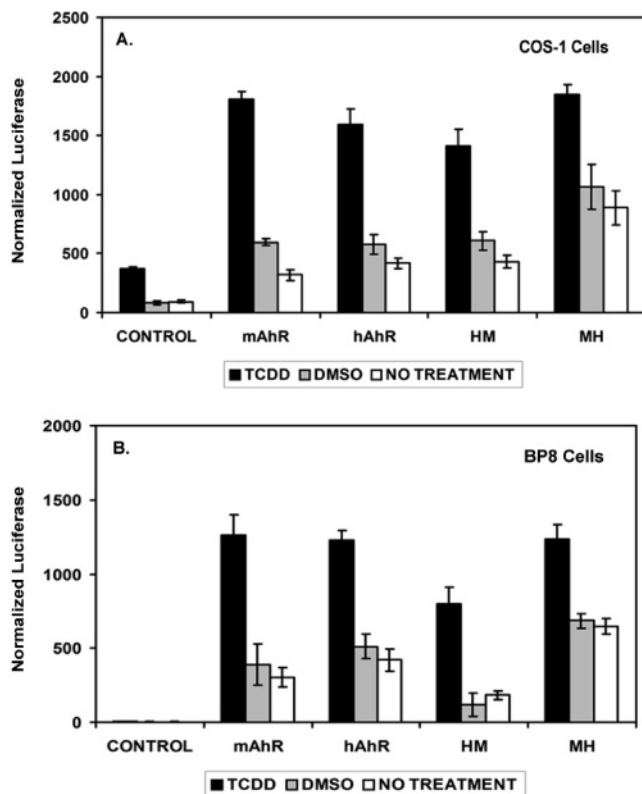 A.
COS-1 Cells
Normalized Luciferase
2500
2000
1500
1000
500
0
CONTROL mAhR hAhR HM MH
TCDD DMSO NO TREATMENT
B.
BP8 Cells
Normalized Luciferase
2000
1500
1000
500
0
CONTROL mAhR hAhR HM MH
TCDD DMSO NO TREATMENT